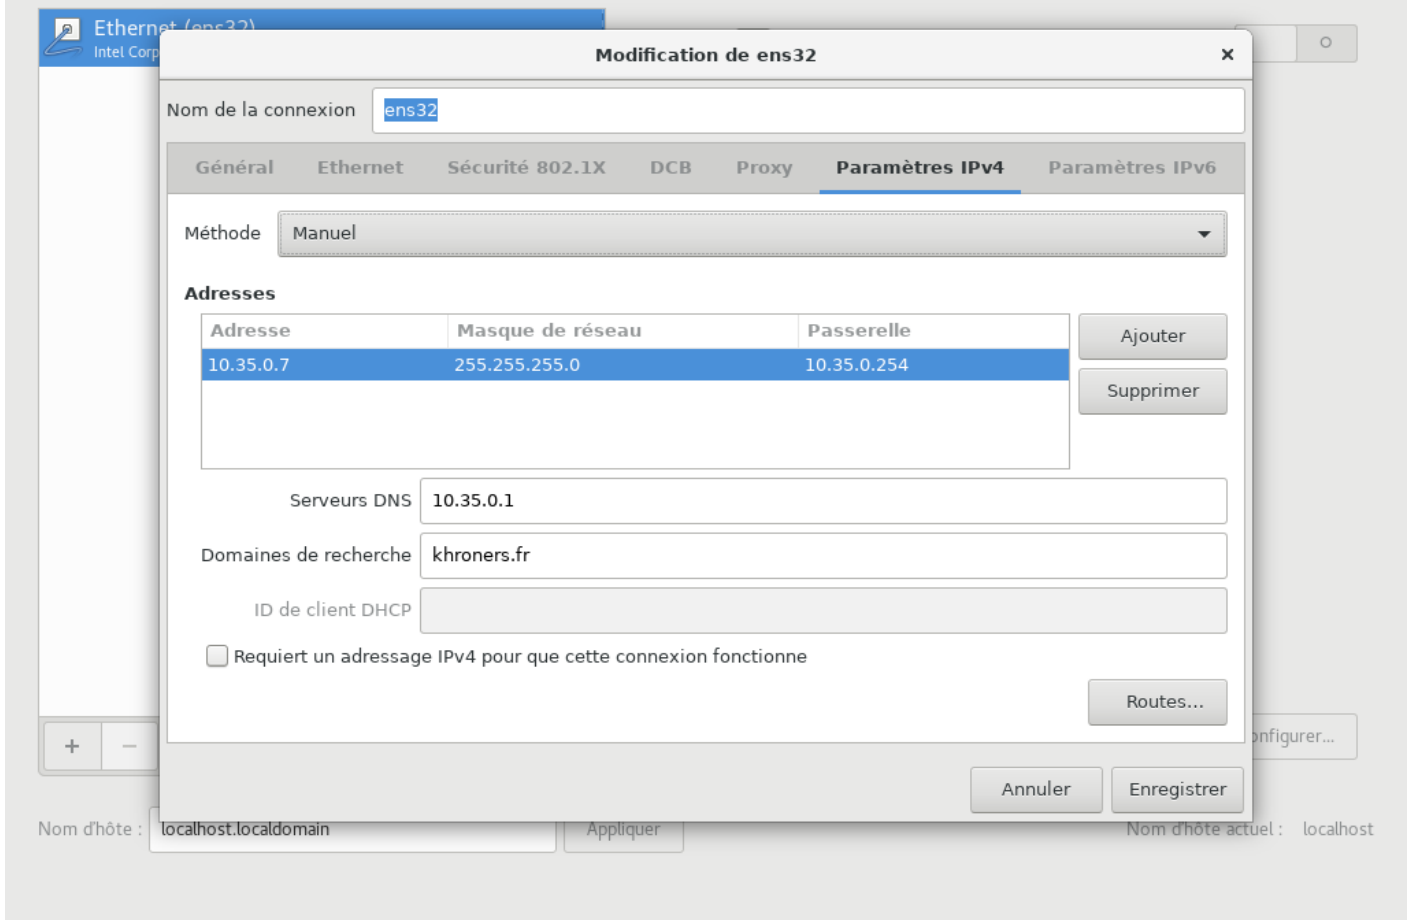 Ethernet (ens32)
Intel Corp
Modification de ens32
Nom de la connexion ens32
Général Ethernet Sécurité 802.1X DCB Proxy Paramètres IPv4 Paramètres IPv6
Méthode Manuel
Adresses
Adresse Masque de réseau Passerelle
10.35.0.7 255.255.255.0 10.35.0.254
Ajouter
Supprimer
Serveurs DNS 10.35.0.1
Domaines de recherche khroners.fr
ID de client DHCP
Requiert un adressage IPv4 pour que cette connexion fonctionne
Routes...
onfigurer...
Annuler Enregistrer
Nom d'hôte : localhost.localdomain Appliquer Nom d'hôte actuel : localhost